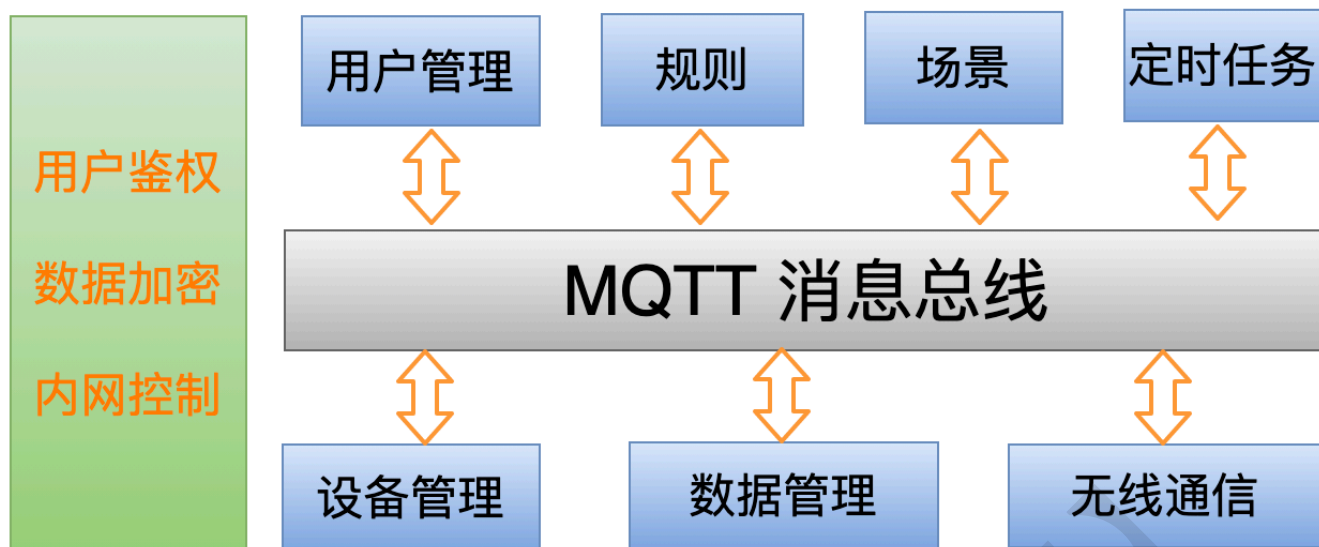 用户管理
规则
场景
定时任务
用户鉴权
数据加密
内网控制
MQTT 消息总线
设备管理
数据管理
无线通信